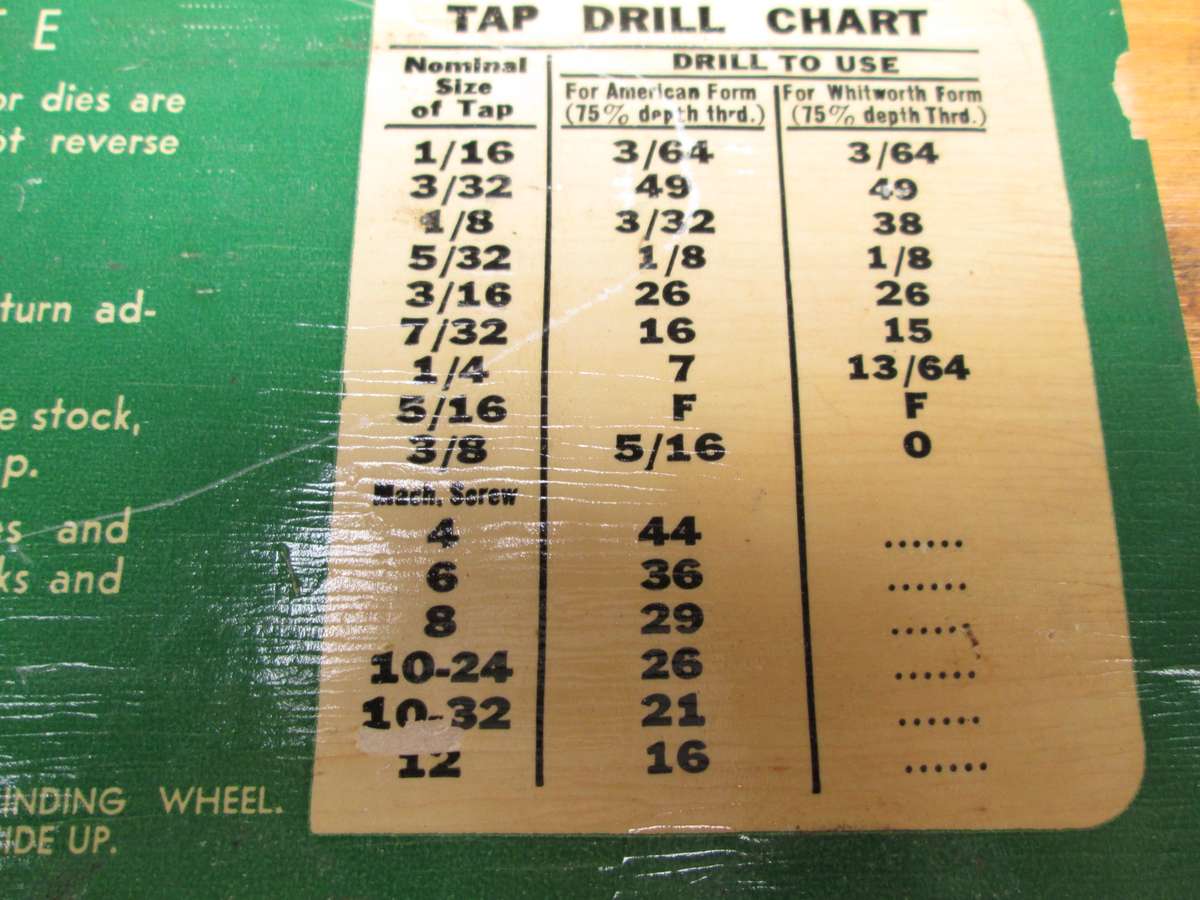 T E
or dies are
ot reverse
turn ad-
e stock,
p.
es and
ks and
INDING WHEEL.
IDE UP.
TAP DRILL CHART
Nominal Size of Tap
DRILL TO USE
For American Form For Whitworth Form
(75% depth thrd.) (75% depth Thrd.)
1/16 3/64 3/64
3/32 49 49
1/8 3/32 38
5/32 1/8 1/8
3/16 26 26
7/32 16 15
1/4 7 13/64
5/16 F F
3/8 5/16 O
Mach. Screw
4 44 ......
6 36 ......
8 29 ......
10-24 26 ......
10-32 21 ......
12 16 ......